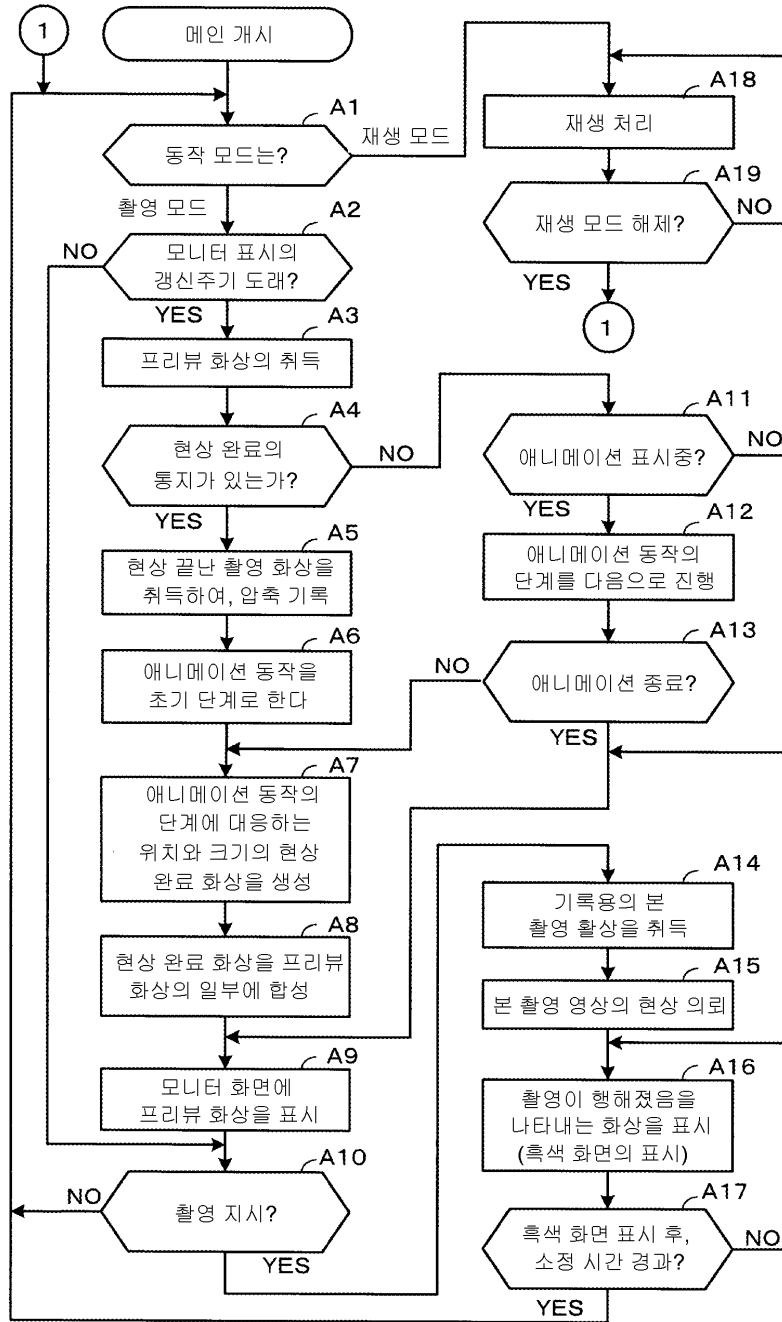 1
메인 개시
A1
동작 모드는?
재생 모드
촬영 모드
A2
모니터 표시의
갱신주기 도래?
NO
YES
A3
프리뷰 화상의 취득
A4
현상 완료의
통지가 있는가?
NO
YES
A5
현상 끝난 촬영 화상을
취득하여, 압축 기록
A6
애니메이션 동작을
초기 단계로 한다
A7
애니메이션 동작의
단계에 대응하는
위치와 크기의 현상
완료 화상을 생성
A8
현상 완료 화상을 프리뷰
화상의 일부에 합성
A9
모니터 화면에
프리뷰 화상을 표시
A10
촬영 지시?
NO
YES
A18
재생 처리
A19
재생 모드 해제?
NO
YES
1
A11
애니메이션 표시중?
NO
YES
A12
애니메이션 동작의
단계를 다음으로 진행
A13
애니메이션 종료?
NO
YES
A14
기록용의 본
촬영 활상을 취득
A15
본 촬영 영상의 현상 의뢰
A16
촬영이 행해졌음을
나타내는 화상을 표시
(흑색 화면의 표시)
A17
흑색 화면 표시 후,
소정 시간 경과?
NO
YES